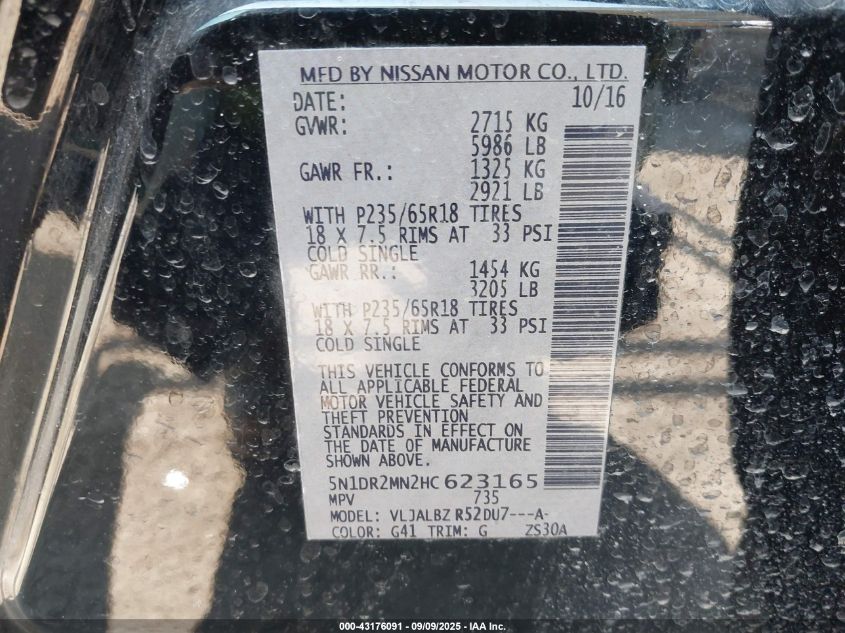 MFD BY NISSAN MOTOR CO., LTD.
DATE: 10/16
GVWR: 2715 KG
5986 LB
GAWR FR.: 1325 KG
2921 LB
WITH P235/65R18 TIRES
18 X 7.5 RIMS AT 33 PSI
COLD SINGLE
GAWR RR.: 1454 KG
3205 LB
WITH P235/65R18 TIRES
18 X 7.5 RIMS AT 33 PSI
COLD SINGLE
THIS VEHICLE CONFORMS TO
ALL APPLICABLE FEDERAL
MOTOR VEHICLE SAFETY AND
THEFT PREVENTION
STANDARDS IN EFFECT ON
THE DATE OF MANUFACTURE
SHOWN ABOVE.
5N1DR2MN2HC 623165
MPV 735
MODEL: VLJALBZ R52DU7---A-
COLOR: G41 TRIM: G ZS30A
000-43176091 - 09/09/2025 - IAA Inc.